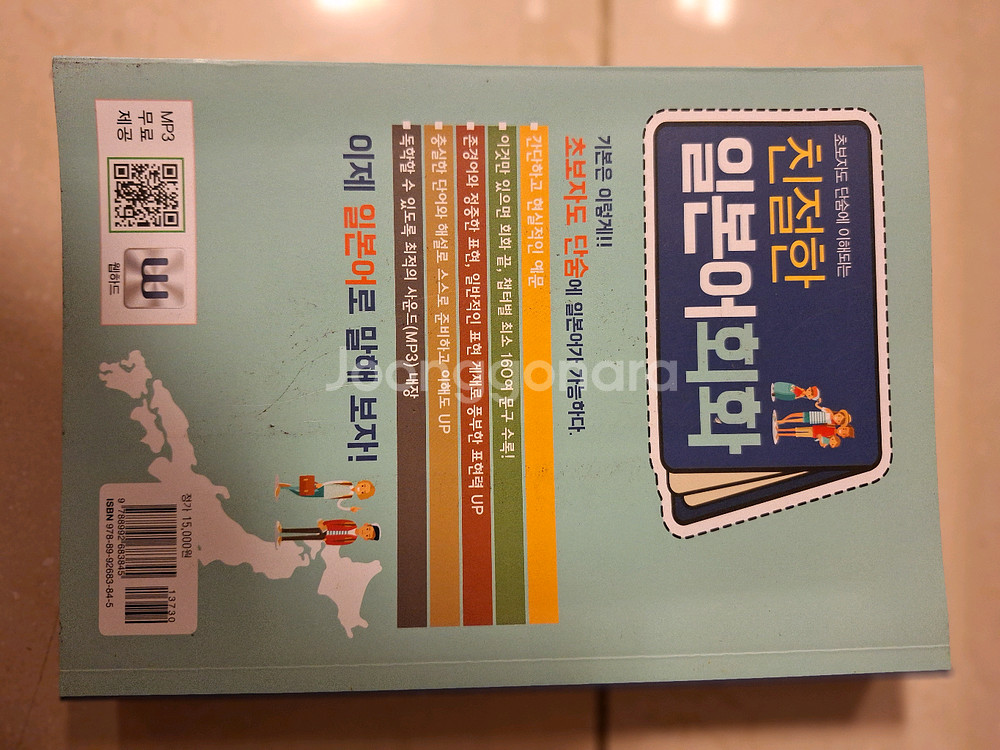 초보자도 단숨에 이해되는
친절한
일본어회화
기본은 이렇게!!
초보자도 단숨에 일본어가 가능하다.
간단하고 현실적인 예문
이것만 있으면 회화 끝, 챕터별 최소 160여 문구 수록!
존경어와 정중한 표현, 일반적인 표현 게재로 풍부한 표현력 UP
충실한 단어와 해설로 스스로 준비하고 이해도 UP
독학할 수 있도록 최적의 사운드(MP3) 내장
이제 일본어로 말해 보자!
MP3
무료
제공
웹하드
정가 15,000원
13730
9788992683845
ISBN 978-89-92683-84-5
Joonggonara